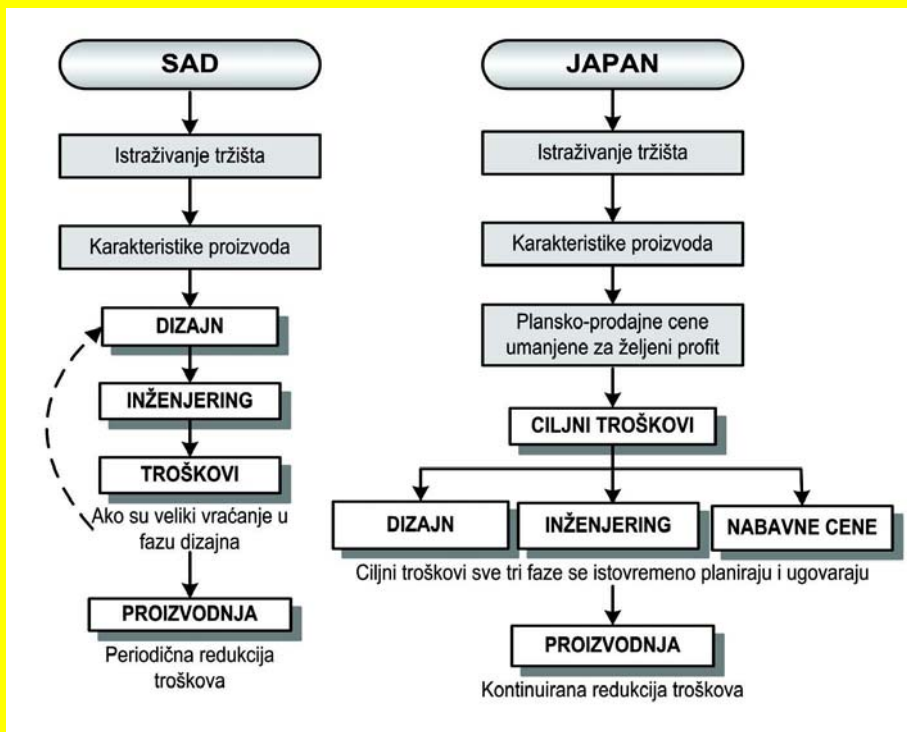 SAD
Istraživanje tržišta
Karakteristike proizvoda
DIZAJN
INŽENJERING
TROŠKOVI
Ako su veliki vraćanje u
fazu dizajna
PROIZVODNJA
Periodična redukcija
troškova
JAPAN
Istraživanje tržišta
Karakteristike proizvoda
Plansko-prodajne cene
umanjene za željeni profit
CILJNI TROŠKOVI
DIZAJN
INŽENJERING
NABAVNE CENE
Ciljni troškovi sve tri faze se istovremeno planiraju i ugovaraju
PROIZVODNJA
Kontinuirana redukcija troškova